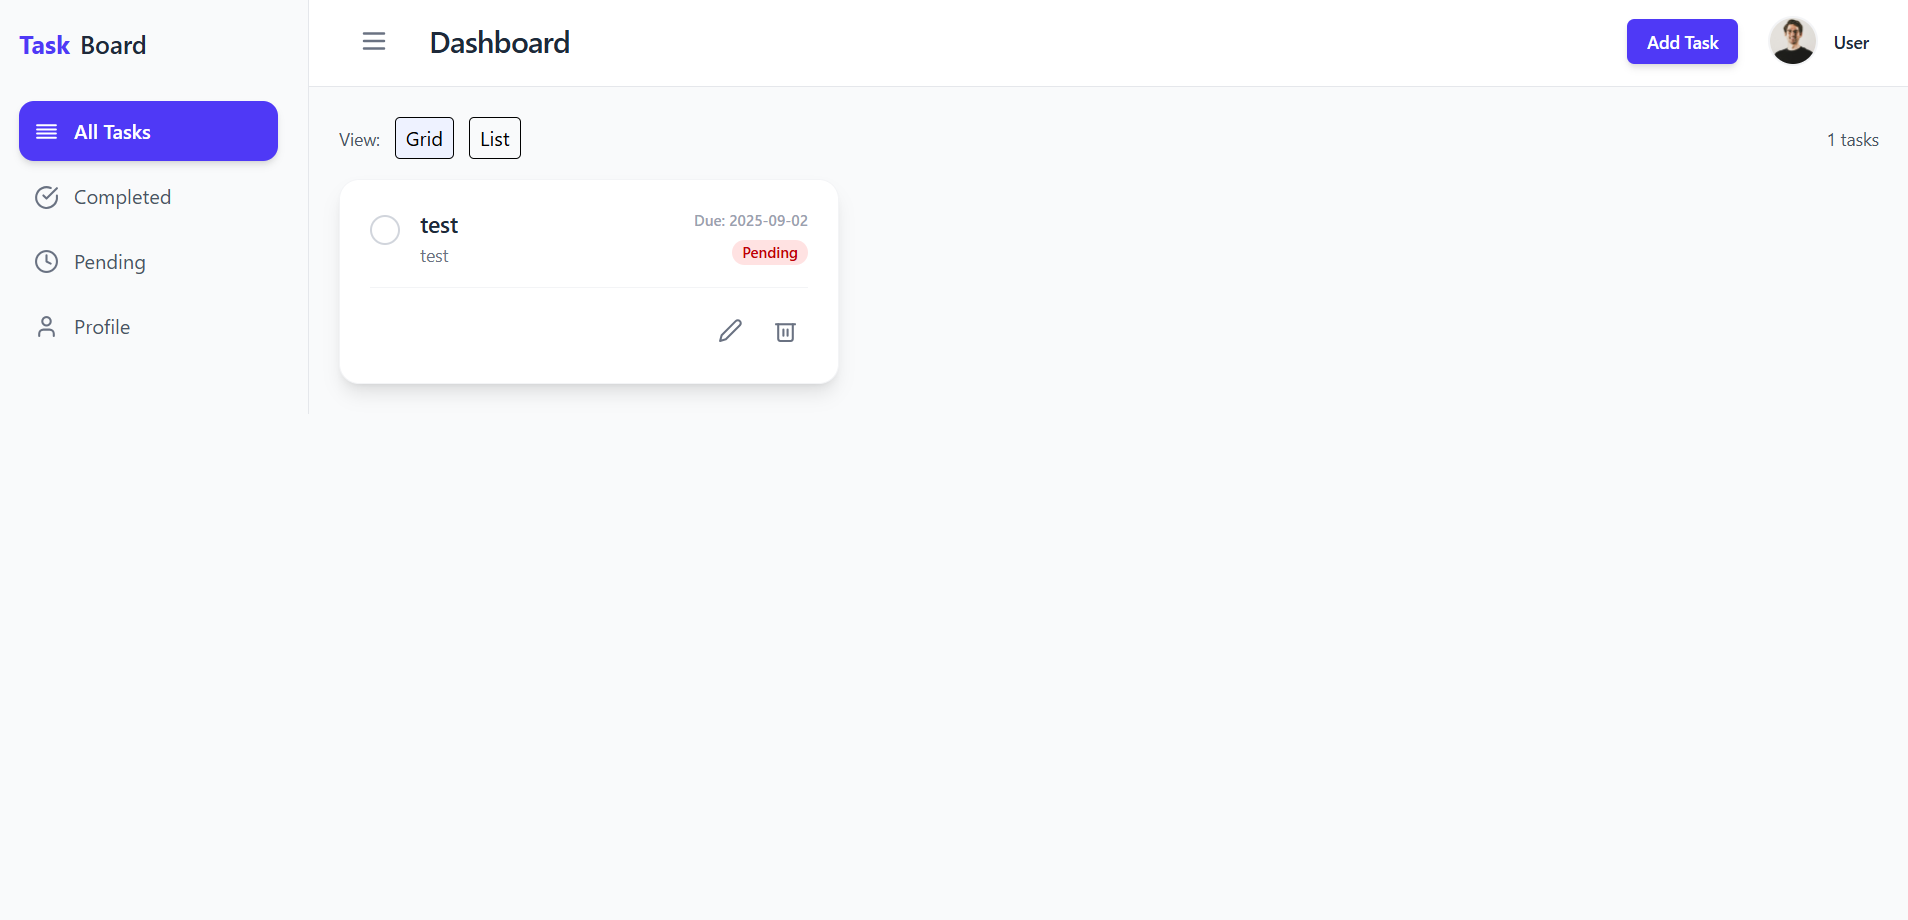 Task Board
All Tasks
Completed
Pending
Profile
Dashboard
Add Task
User
View: Grid List
1 tasks
test
test
Due: 2025-09-02
Pending